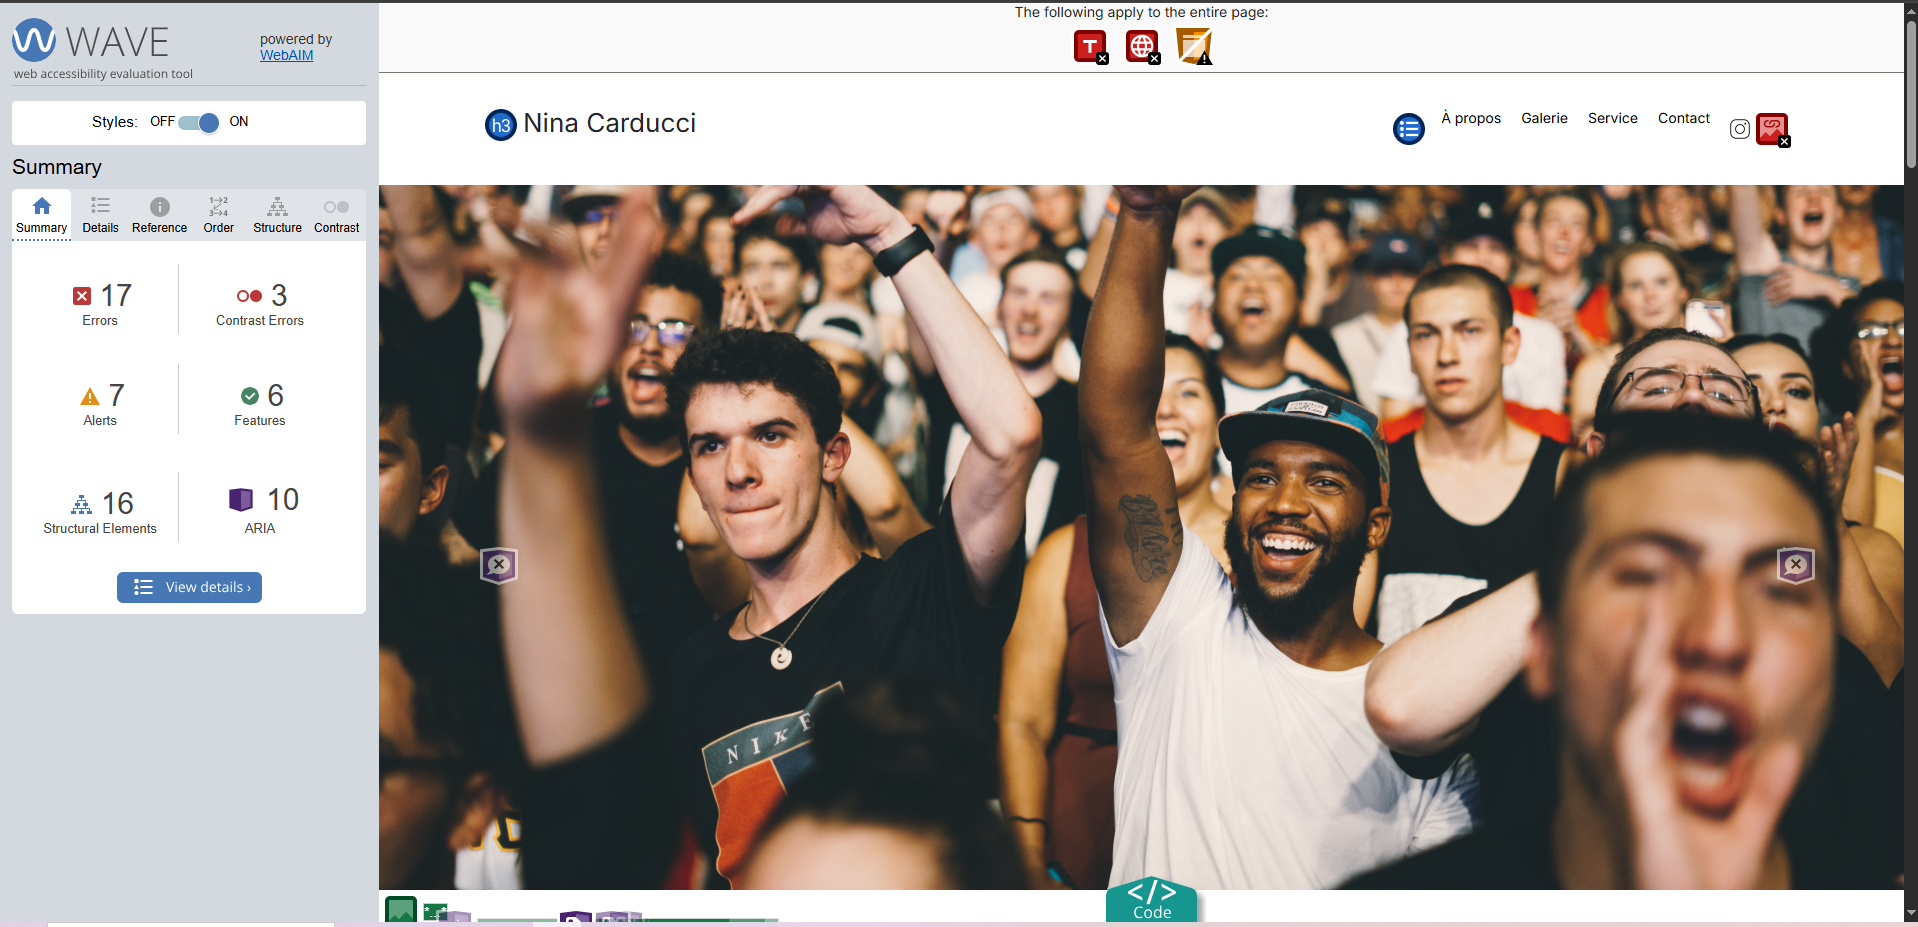 WAVE
powered by
WebAIM
web accessibility evaluation tool
Styles: OFF ON
Summary
Summary Details Reference Order Structure Contrast
17 Errors
3 Contrast Errors
7 Alerts
6 Features
16 Structural Elements
10 ARIA
View details ›
The following apply to the entire page:
h3 Nina Carducci
À propos Galerie Service Contact
NIKE
</> Code